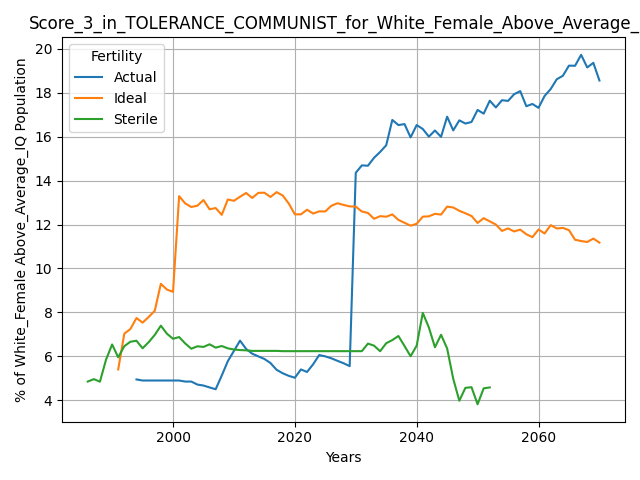 Score_3_in_TOLERANCE_COMMUNIST_for_White_Female_Above_Average_
Fertility
Actual
Ideal
Sterile
% of White_Female Above_Average_IQ Population
20
18
16
14
12
10
8
6
4
2000 2020 2040 2060
Years